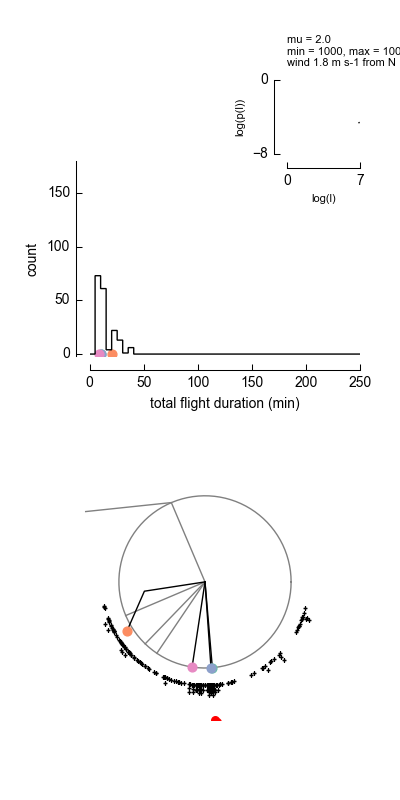 mu = 2.0
min = 1000, max = 100
wind 1.8 m s-1 from N
0
log(p(l))
−8
0
7
log(l)
150
count
100
50
0
0
50
100
150
200
250
total flight duration (min)